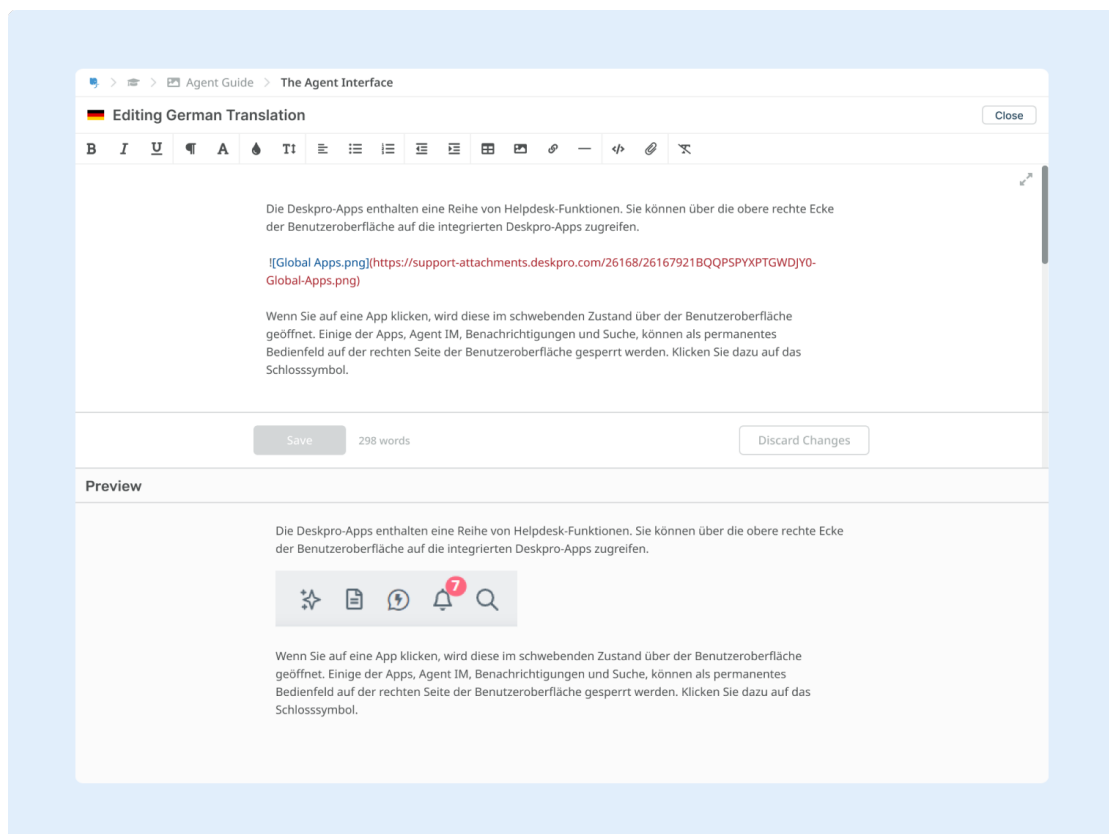 Agent Guide > The Agent Interface
Editing German Translation
Close
Die Deskpro-Apps enthalten eine Reihe von Helpdesk-Funktionen. Sie können über die obere rechte Ecke
der Benutzeroberfläche auf die integrierten Deskpro-Apps zugreifen.
![Global Apps.png](https://support-attachments.deskpro.com/26168/26167921BQQPSPYXPTGWDJY0-
Global-Apps.png)
Wenn Sie auf eine App klicken, wird diese im schwebenden Zustand über der Benutzeroberfläche
geöffnet. Einige der Apps, Agent IM, Benachrichtigungen und Suche, können als permanentes
Bedienfeld auf der rechten Seite der Benutzeroberfläche gesperrt werden. Klicken Sie dazu auf das
Schlosssymbol.
Save
298 words
Discard Changes
Preview
Die Deskpro-Apps enthalten eine Reihe von Helpdesk-Funktionen. Sie können über die obere rechte Ecke
der Benutzeroberfläche auf die integrierten Deskpro-Apps zugreifen.
7
Wenn Sie auf eine App klicken, wird diese im schwebenden Zustand über der Benutzeroberfläche
geöffnet. Einige der Apps, Agent IM, Benachrichtigungen und Suche, können als permanentes
Bedienfeld auf der rechten Seite der Benutzeroberfläche gesperrt werden. Klicken Sie dazu auf das
Schlosssymbol.